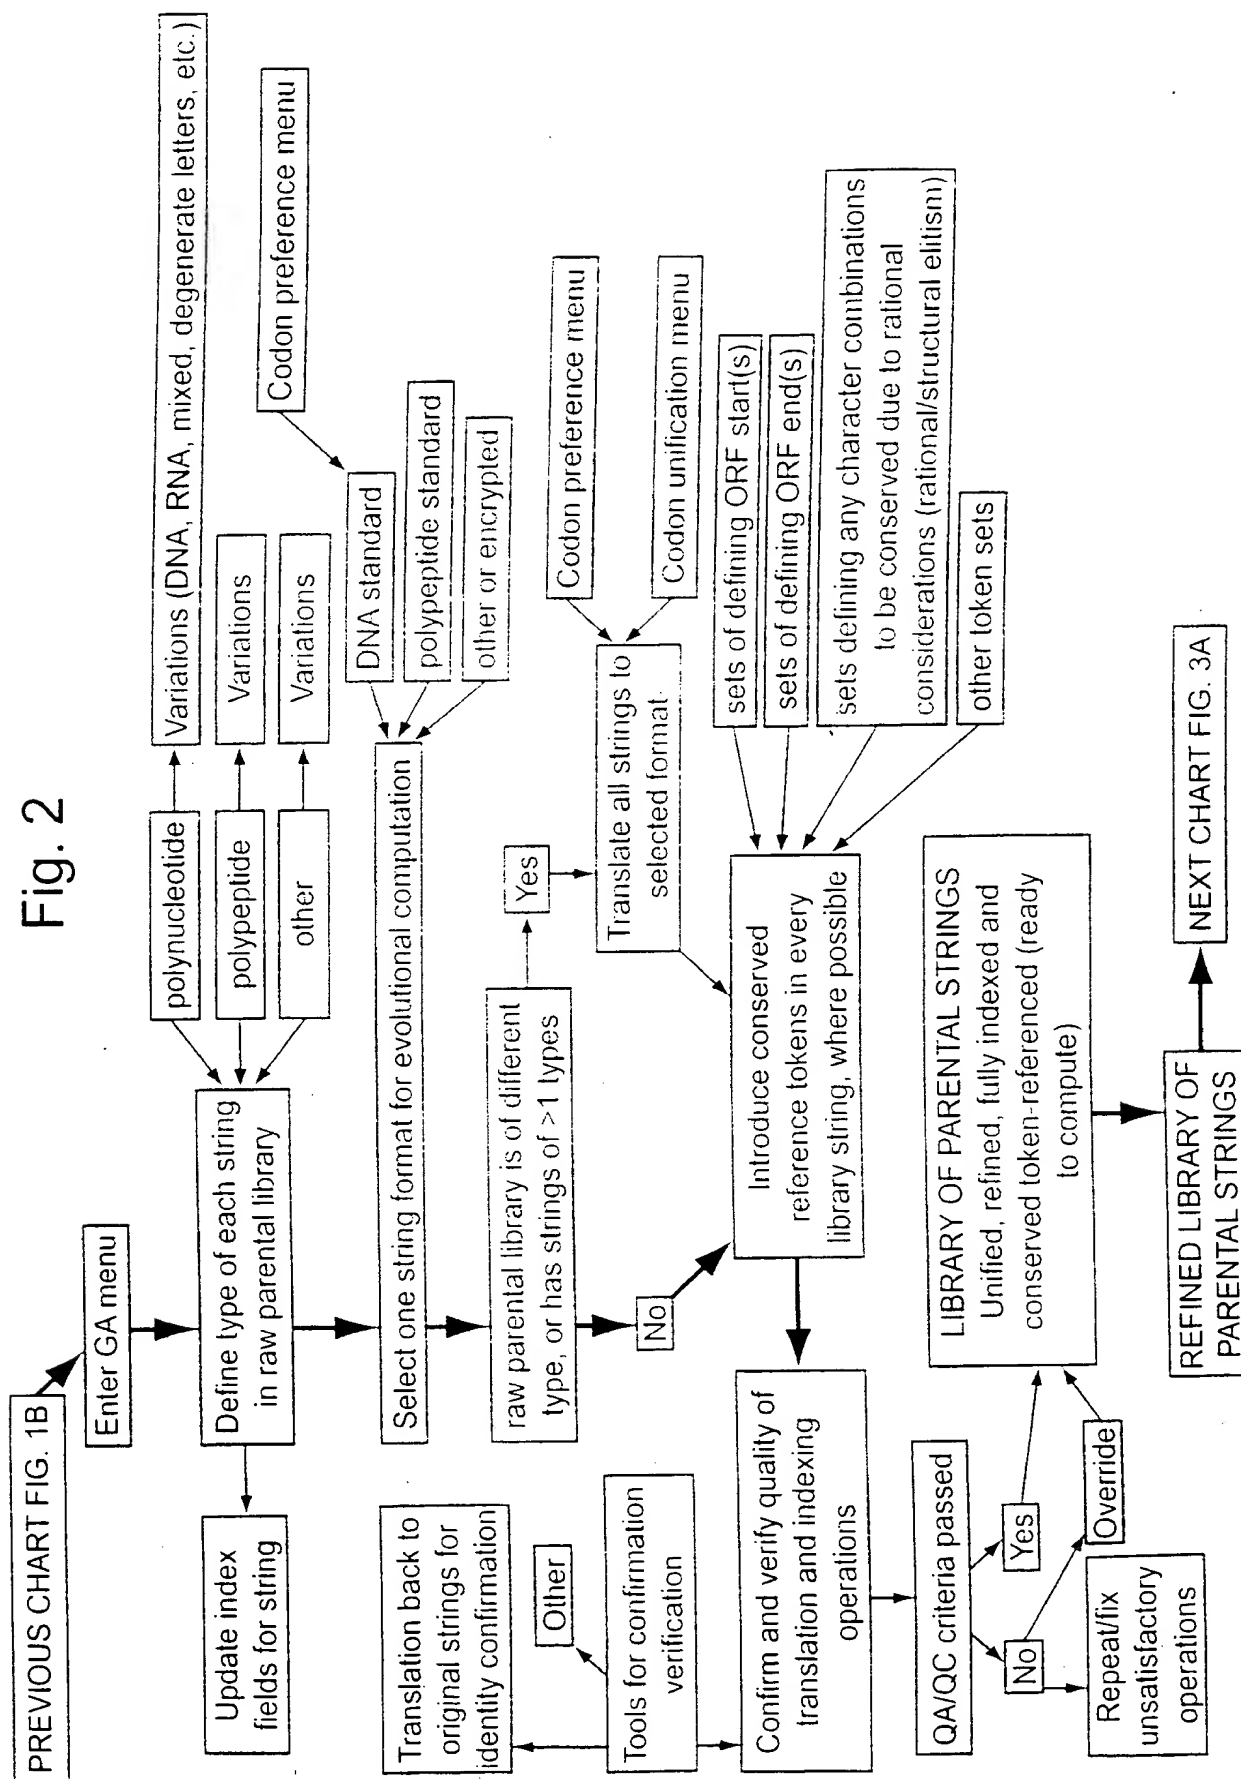 Fig. 2
PREVIOUS CHART FIG. 1B
Enter GA menu
Define type of each string
in raw parental library
Update index
fields for string
polynucleotide
Variations (DNA, RNA, mixed, degenerate letters, etc.)
polypeptide
Variations
other
Variations
Select one string format for evolutional computation
DNA standard
Codon preference menu
polypeptide standard
other or encrypted
raw parental library is of different
type, or has strings of >1 types
Yes
No
Translate all strings to
selected format
Codon preference menu
Codon unification menu
Introduce conserved
reference tokens in every
library string, where possible
sets of defining ORF start(s)
sets of defining ORF end(s)
sets defining any character combinations
to be conserved due to rational
considerations (rational/structural elitism)
other token sets
Translation back to
original strings for
identity confirmation
Other
Tools for confirmation
verification
Confirm and verify quality of
translation and indexing
operations
QA/QC criteria passed
Yes
No
Override
Repeat/fix
unsatisfactory
operations
LIBRARY OF PARENTAL STRINGS
Unified, refined, fully indexed and
conserved token-referenced (ready
to compute)
REFINED LIBRARY OF
PARENTAL STRINGS
NEXT CHART FIG. 3A